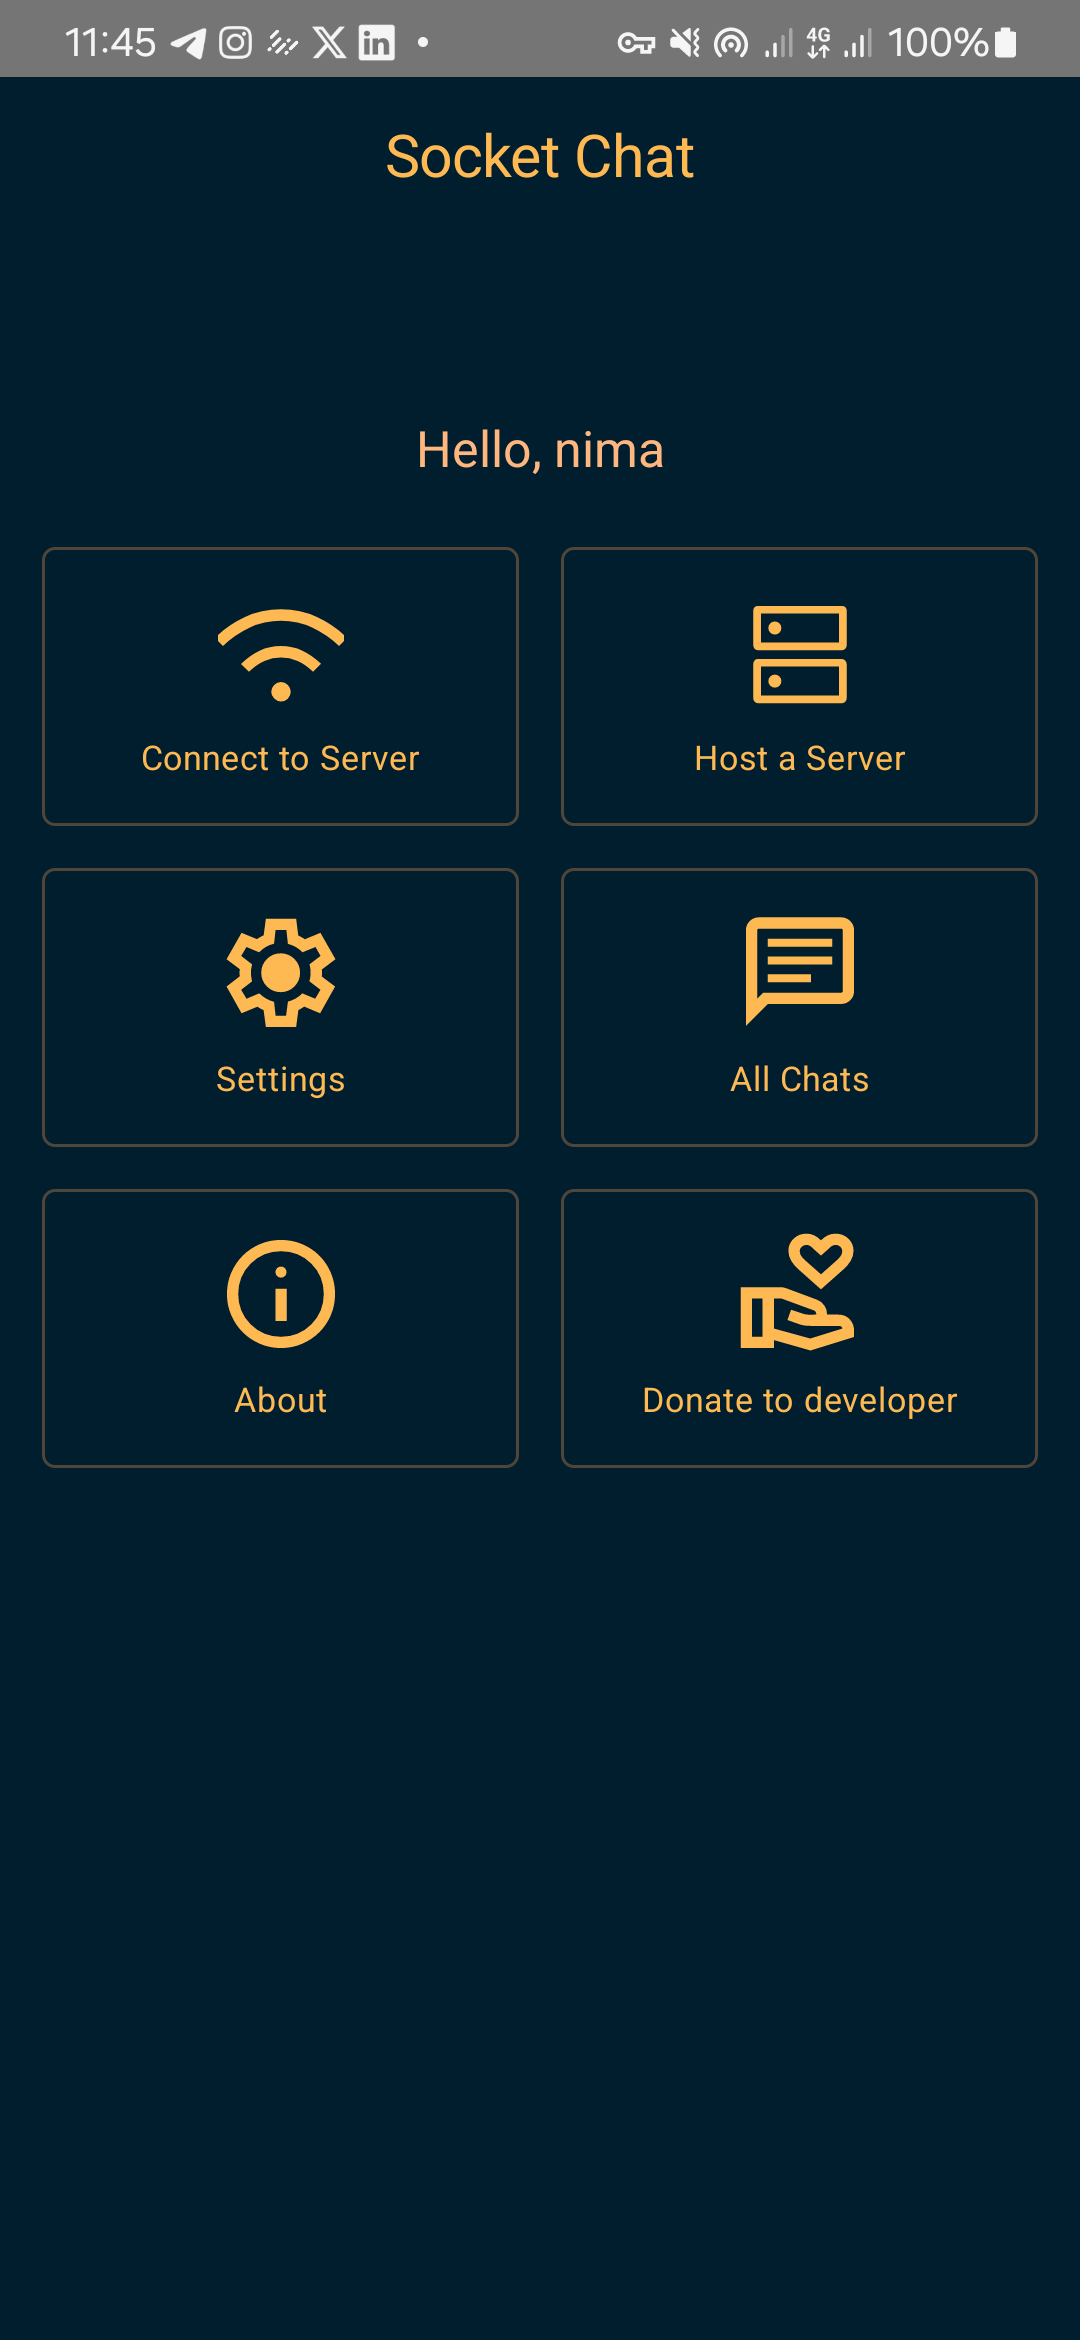 11:45 4G 100%
Socket Chat
Hello, nima
Connect to Server
Host a Server
Settings
All Chats
About
Donate to developer